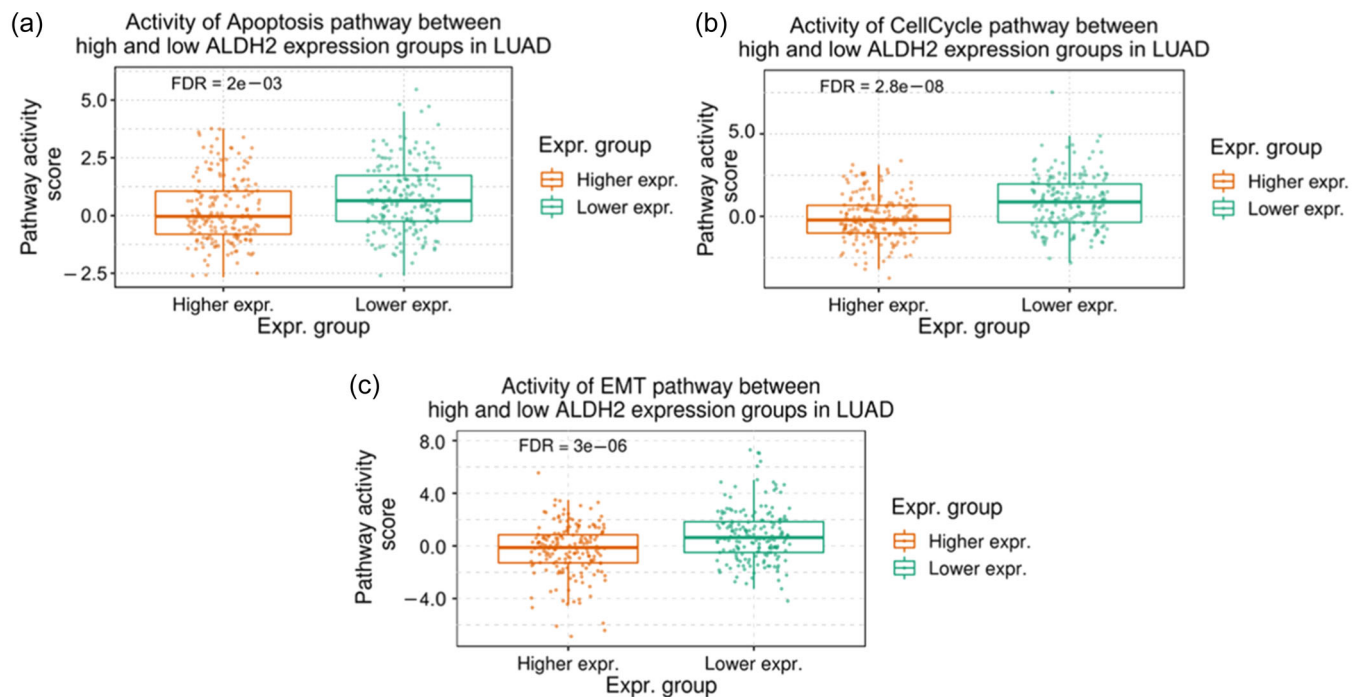 (a)
Activity of Apoptosis pathway between
high and low ALDH2 expression groups in LUAD
FDR = 2e−03
Pathway activity
score
5.0
2.5
0.0
−2.5
Higher expr.
Lower expr.
Expr. group
Expr. group
Higher expr.
Lower expr.
(b)
Activity of CellCycle pathway between
high and low ALDH2 expression groups in LUAD
FDR = 2.8e−08
Pathway activity
score
5.0
0.0
Higher expr.
Lower expr.
Expr. group
Expr. group
Higher expr.
Lower expr.
(c)
Activity of EMT pathway between
high and low ALDH2 expression groups in LUAD
FDR = 3e−06
Pathway activity
score
8.0
4.0
0.0
−4.0
Higher expr.
Lower expr.
Expr. group
Expr. group
Higher expr.
Lower expr.